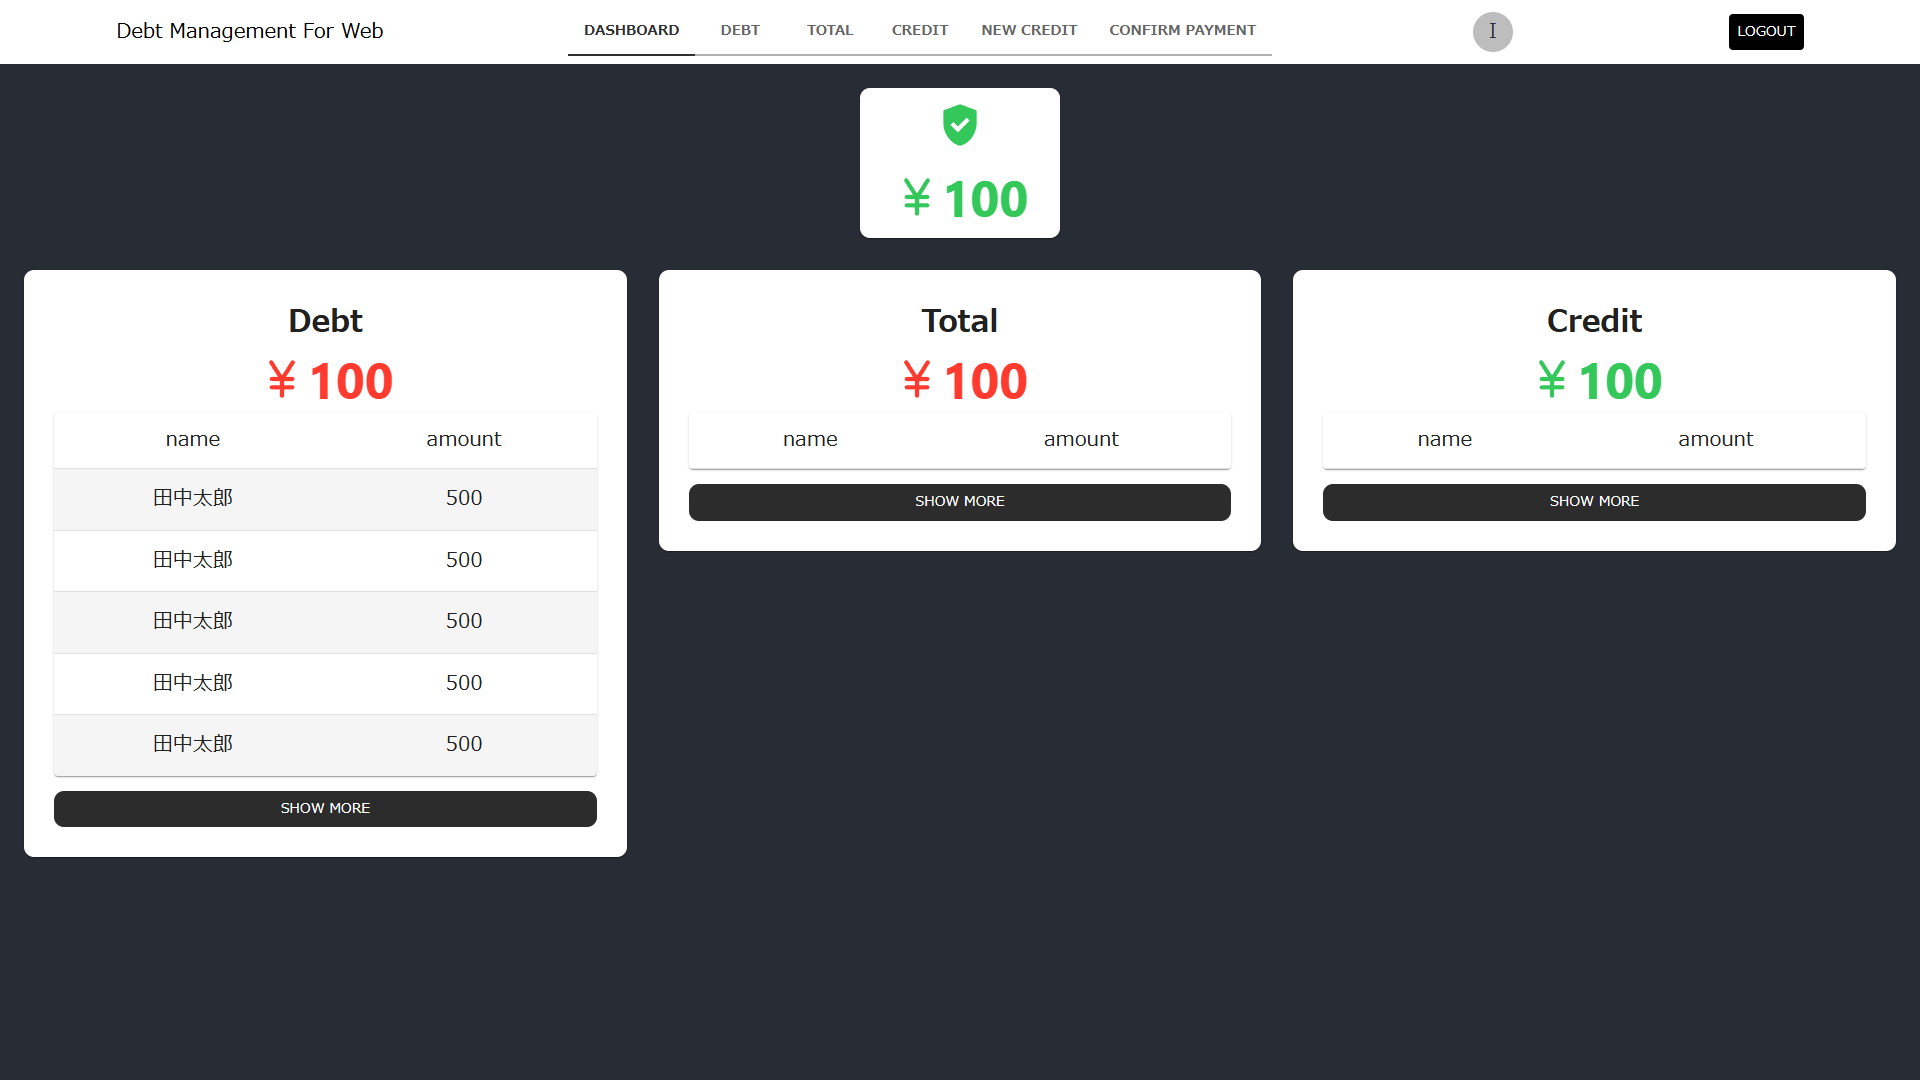 Debt Management For Web
DASHBOARD DEBT TOTAL CREDIT NEW CREDIT CONFIRM PAYMENT
I
LOGOUT
¥ 100
Debt
¥ 100
name amount
田中太郎 500
田中太郎 500
田中太郎 500
田中太郎 500
田中太郎 500
SHOW MORE
Total
¥ 100
name amount
SHOW MORE
Credit
¥ 100
name amount
SHOW MORE